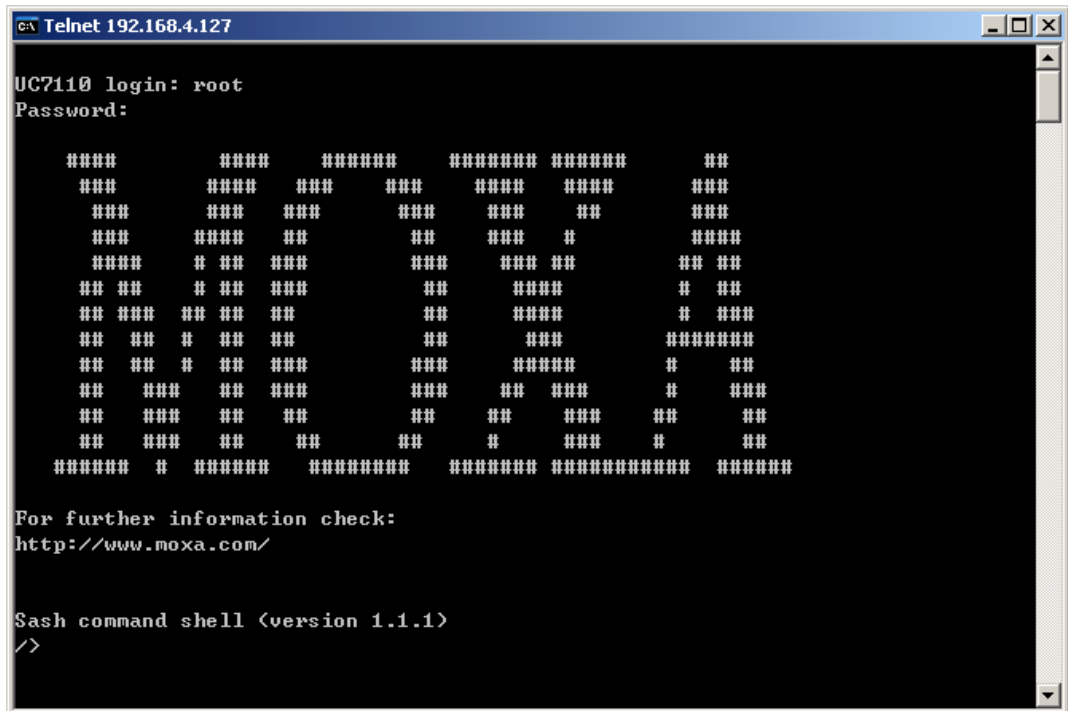 Telnet 192.168.4.127
UC7110 login: root
Password:
MOXA
For further information check:
http://www.moxa.com/
Sash command shell (version 1.1.1)
/>